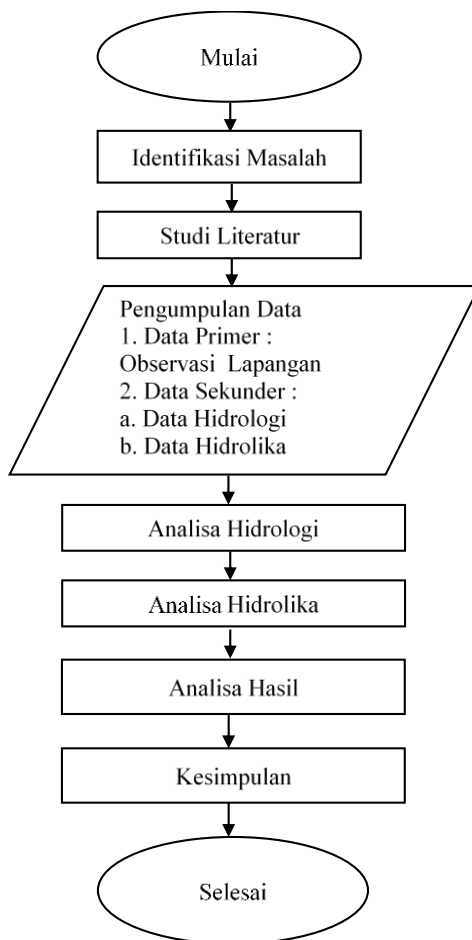 Mulai
Identifikasi Masalah
Studi Literatur
Pengumpulan Data
1. Data Primer :
Observasi Lapangan
2. Data Sekunder :
a. Data Hidrologi
b. Data Hidrolika
Analisa Hidrologi
Analisa Hidrolika
Analisa Hasil
Kesimpulan
Selesai